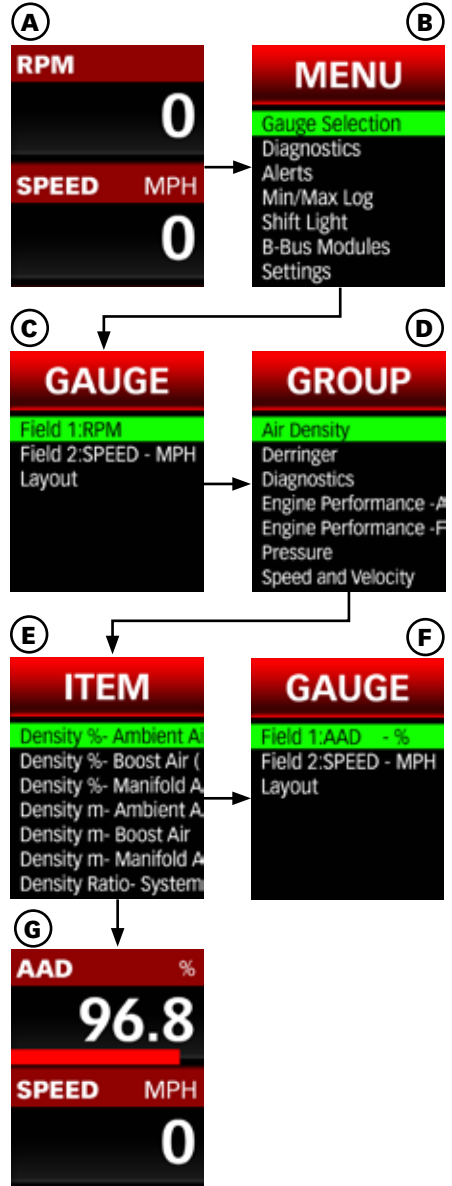 A
RPM
0
SPEED MPH
0
B
MENU
Gauge Selection
Diagnostics
Alerts
Min/Max Log
Shift Light
B-Bus Modules
Settings
C
GAUGE
Field 1:RPM
Field 2:SPEED - MPH
Layout
D
GROUP
Air Density
Derringer
Diagnostics
Engine Performance -A
Engine Performance -F
Pressure
Speed and Velocity
E
ITEM
Density %- Ambient Ai
Density %- Boost Air (
Density %- Manifold A
Density m- Ambient A
Density m- Boost Air
Density m- Manifold A
Density Ratio- System
F
GAUGE
Field 1:AAD - %
Field 2:SPEED - MPH
Layout
G
AAD %
96.8
SPEED MPH
0